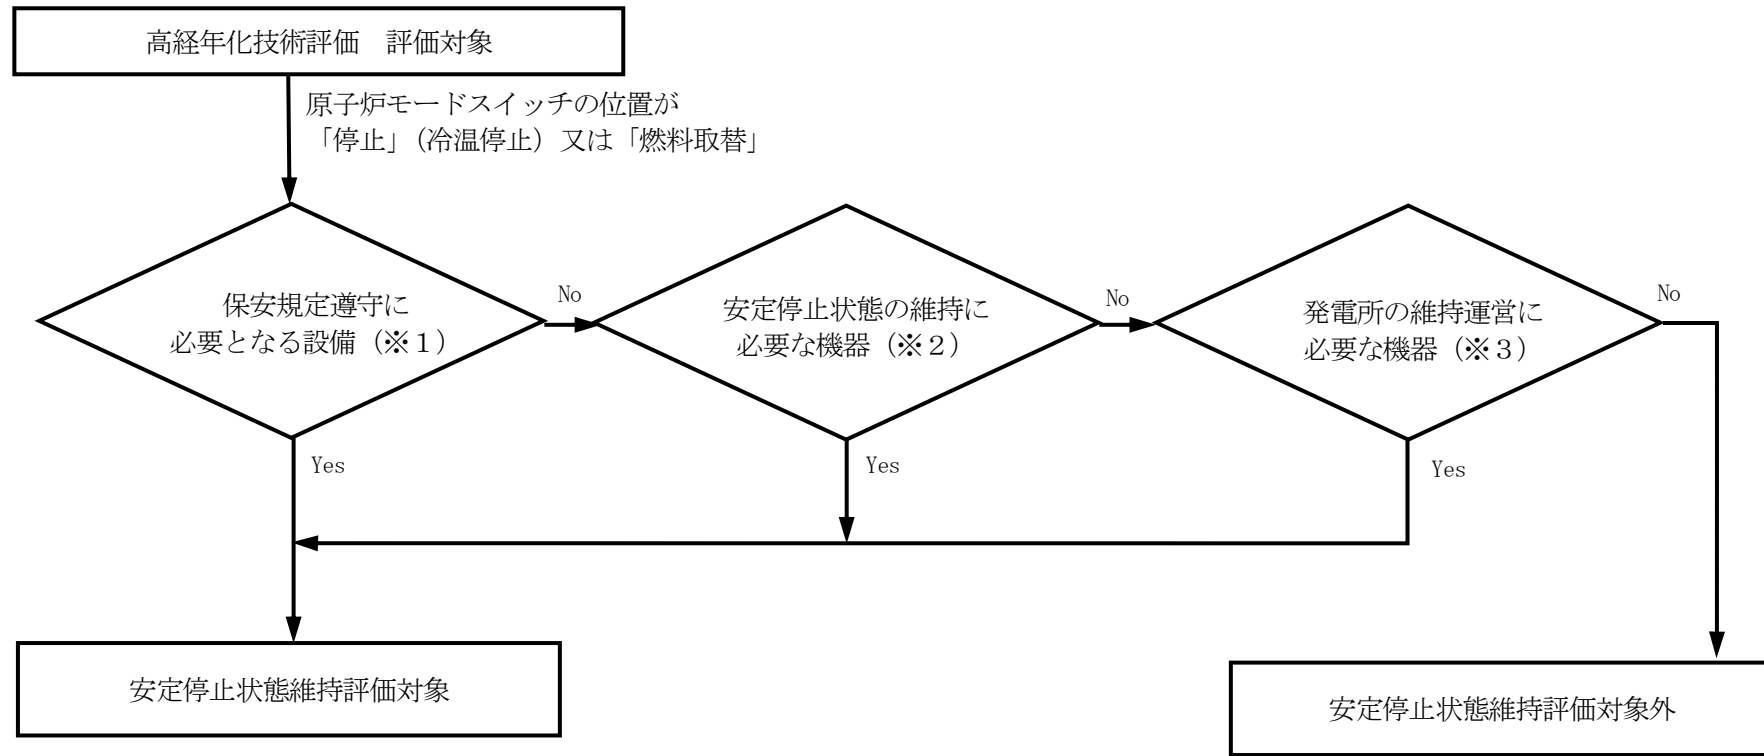 高経年化技術評価　評価対象
原子炉モードスイッチの位置が
「停止」（冷温停止）又は「燃料取替」
保安規定遵守に
必要となる設備（※１）
No
安定停止状態の維持に
必要な機器（※２）
No
発電所の維持運営に
必要な機器（※３）
No
Yes
Yes
Yes
安定停止状態維持評価対象
安定停止状態維持評価対象外